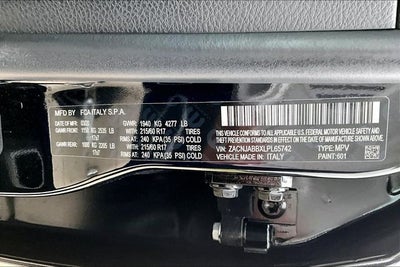 MFD BY FCA ITALY S.P.A.
DATE OF MFD: GVWR: 1940 KG 4277 LB
GAWR FRONT: 1150 KG 2535 LB WITH 215/60 R17 TIRES
RIMS AT 240 KPA (35 PSI) COLD
GAWR REAR: 1000 KG 2205 LB WITH 215/60 R17 TIRES
RIMS AT 240 KPA (35 PSI) COLD
THIS VEHICLE CONFORMS TO ALL APPLICABLE U.S. FEDERAL MOTOR
VEHICLE SAFETY, BUMPER, AND THEFT PREVENTION STANDARDS
IN EFFECT ON THE DATE OF MANUFACTURE SHOWN ABOVE.
VIN: TYPE: MPV
MADE IN: ITALY PAINT: 601